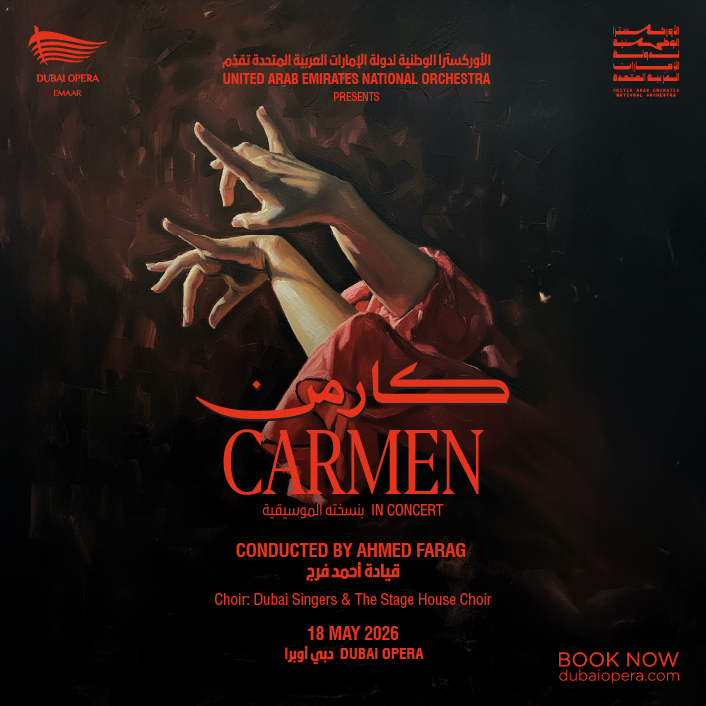 DUBAI OPERA
EMAAR
الأوركسترا الوطنية لدولة الإمارات العربية المتحدة تقدّم
UNITED ARAB EMIRATES NATIONAL ORCHESTRA
PRESENTS
الأوركسترا
الوطنية
لدولة
الإمارات
العربية المتحدة
UNITED ARAB EMIRATES
NATIONAL ORCHESTRA
كارمن
CARMEN
بنسخته الموسيقية IN CONCERT
CONDUCTED BY AHMED FARAG
قيادة أحمد فرج
Choir: Dubai Singers & The Stage House Choir
18 MAY 2026
دبي أوبرا DUBAI OPERA
BOOK NOW
dubaiopera.com